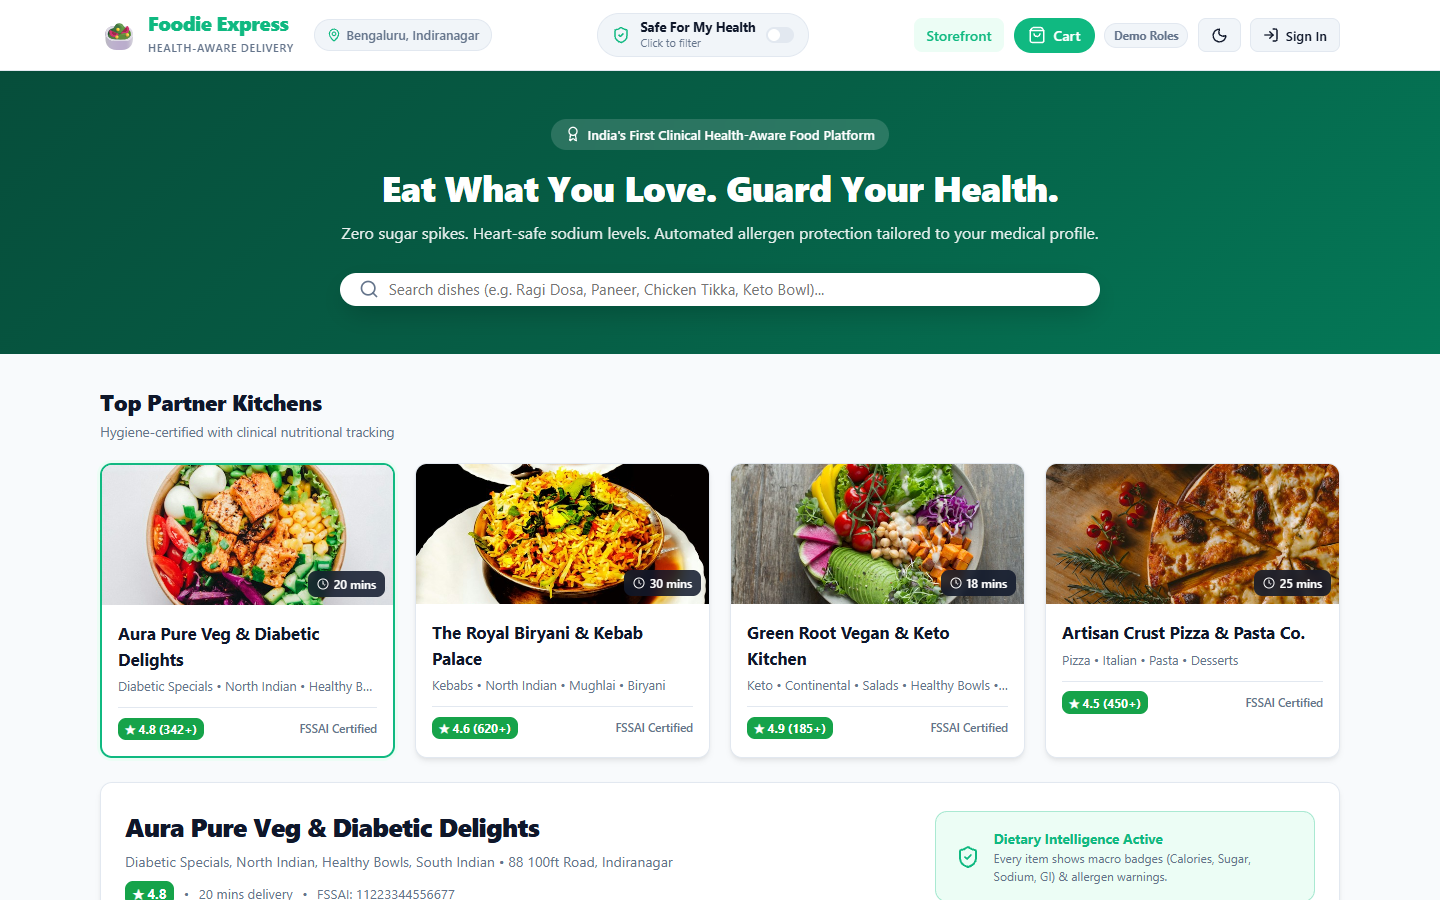 Foodie Express
HEALTH-AWARE DELIVERY
Bengaluru, Indiranagar
Safe For My Health
Click to filter
Storefront
Cart
Demo Roles
Sign In
India's First Clinical Health-Aware Food Platform
Eat What You Love. Guard Your Health.
Zero sugar spikes. Heart-safe sodium levels. Automated allergen protection tailored to your medical profile.
Search dishes (e.g. Ragi Dosa, Paneer, Chicken Tikka, Keto Bowl)...
Top Partner Kitchens
Hygiene-certified with clinical nutritional tracking
20 mins
Aura Pure Veg & Diabetic
Delights
Diabetic Specials • North Indian • Healthy B...
★ 4.8 (342+)
FSSAI Certified
30 mins
The Royal Biryani & Kebab
Palace
Kebabs • North Indian • Mughlai • Biryani
★ 4.6 (620+)
FSSAI Certified
18 mins
Green Root Vegan & Keto
Kitchen
Keto • Continental • Salads • Healthy Bowls •...
★ 4.9 (185+)
FSSAI Certified
25 mins
Artisan Crust Pizza & Pasta Co.
Pizza • Italian • Pasta • Desserts
★ 4.5 (450+)
FSSAI Certified
Aura Pure Veg & Diabetic Delights
Diabetic Specials, North Indian, Healthy Bowls, South Indian • 88 100ft Road, Indiranagar
★ 4.8 • 20 mins delivery • FSSAI: 11223344556677
Dietary Intelligence Active
Every item shows macro badges (Calories, Sugar,
Sodium, GI) & allergen warnings.